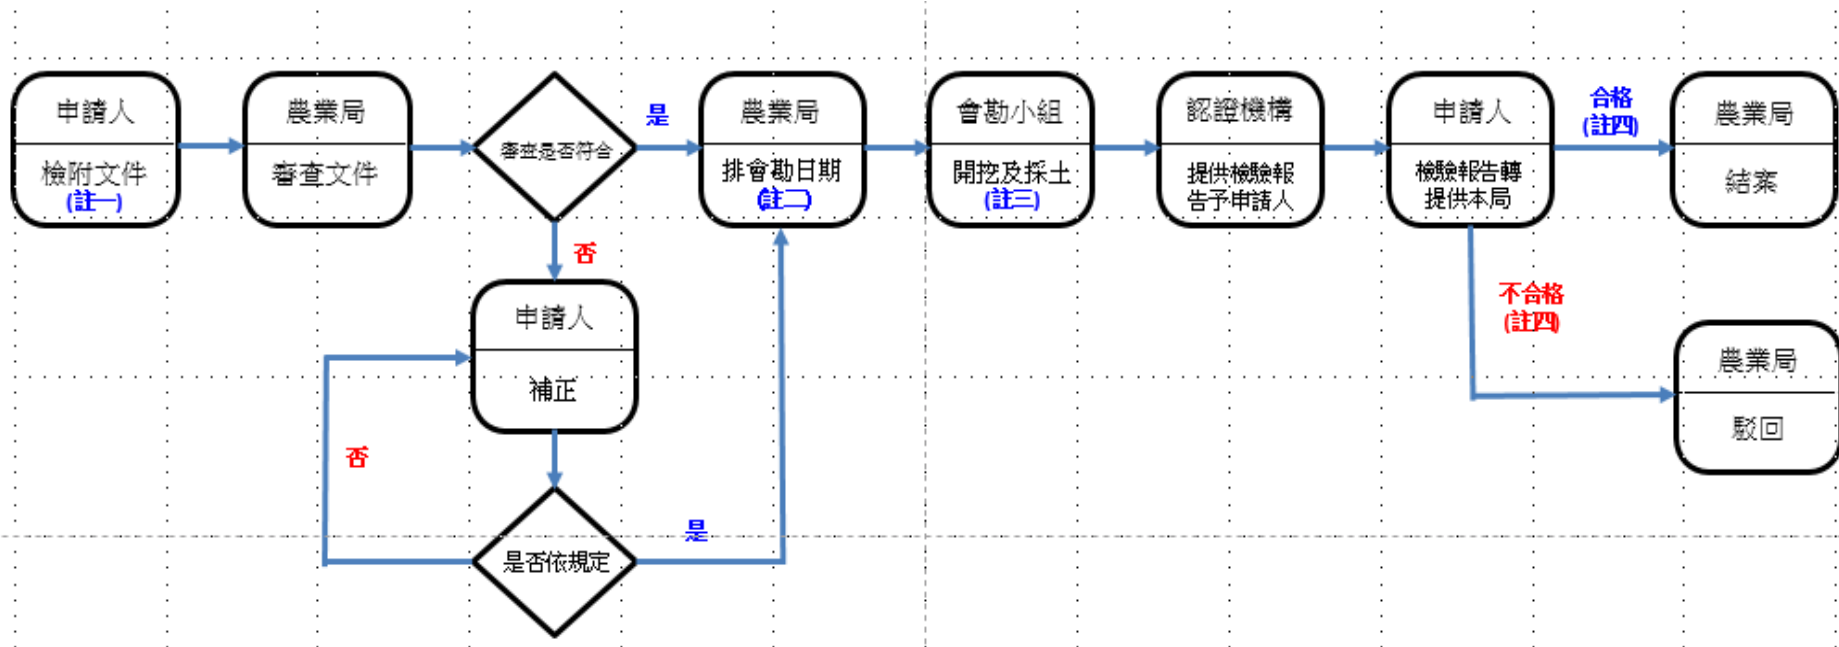 申請人
檢附文件
(註一)
農業局
審查文件
審查是否符合
是
農業局
排會勘日期
(註二)
會勘小組
開挖及採土
(註三)
認證機構
提供檢驗報
告予申請人
申請人
檢驗報告轉
提供本局
合格
(註四)
農業局
結案
否
申請人
補正
不合格
(註四)
農業局
駁回
否
是否依規定
是